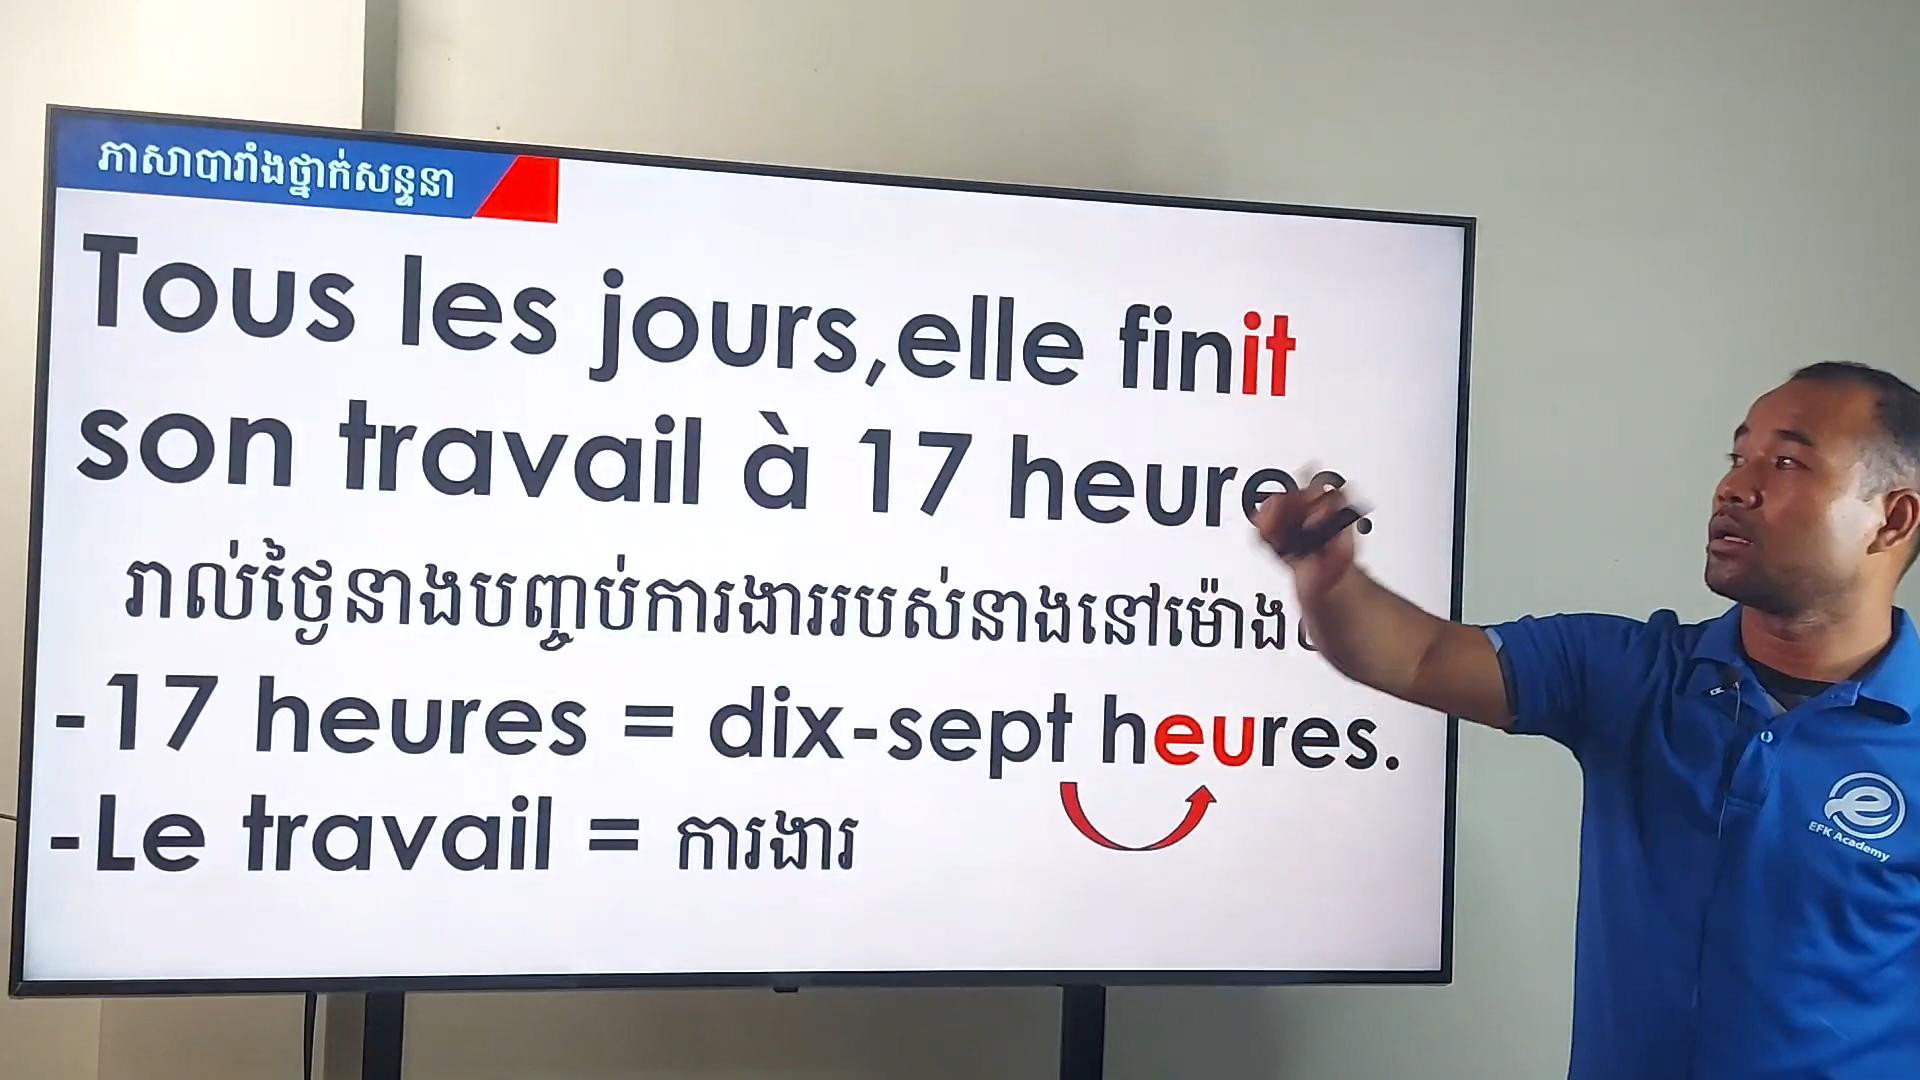 ភាសាបារាំងថ្នាក់សន្ទនា
Tous les jours,elle finit
son travail à 17 heures.
រាល់ថ្ងៃនាងបញ្ចប់ការងាររបស់នាងនៅម៉ោង
-17 heures = dix-sept heures.
-Le travail = ការងារ
e
EFK Academy